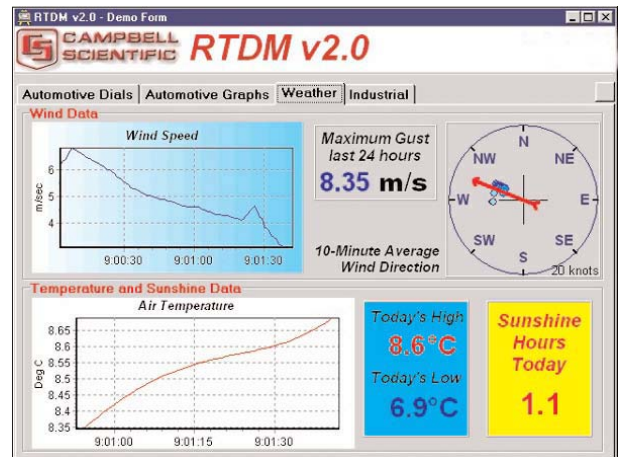 RTDM v2.0 - Demo Form
CAMPBELL
SCIENTIFIC
RTDM v2.0
Automotive Dials
Automotive Graphs
Weather
Industrial
Wind Data
Wind Speed
m/sec
6
5
4
9:00:30
9:01:00
9:01:30
Maximum Gust
last 24 hours
8.35 m/s
10-Minute Average
Wind Direction
N
NW
NE
W
E
SW
SE
S
20 knots
Temperature and Sunshine Data
Air Temperature
Deg C
8.65
8.6
8.55
8.5
8.45
8.4
8.35
9:01:00
9:01:15
9:01:30
Today's High
8.6°C
Today's Low
6.9°C
Sunshine
Hours
Today
1.1